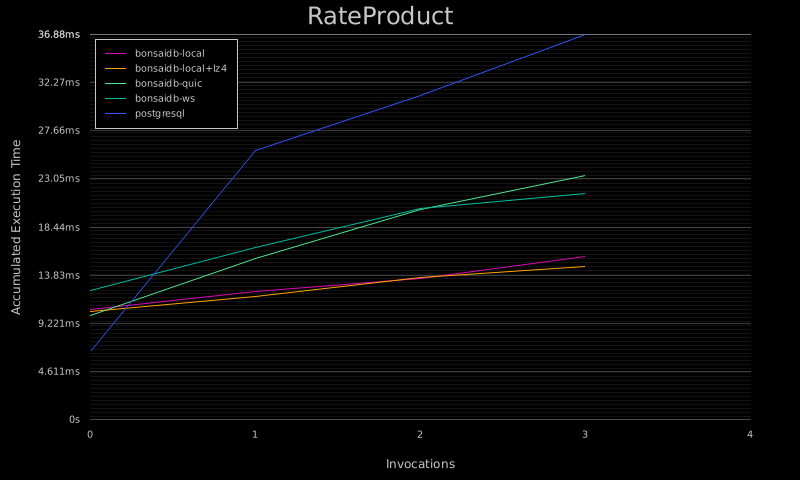 RateProduct
36.88ms
32.27ms
27.66ms
23.05ms
18.44ms
13.83ms
9.221ms
4.611ms
0s
bonsaidb-local
bonsaidb-local+lz4
bonsaidb-quic
bonsaidb-ws
postgresql
Accumulated Execution Time
0 1 2 3 4
Invocations